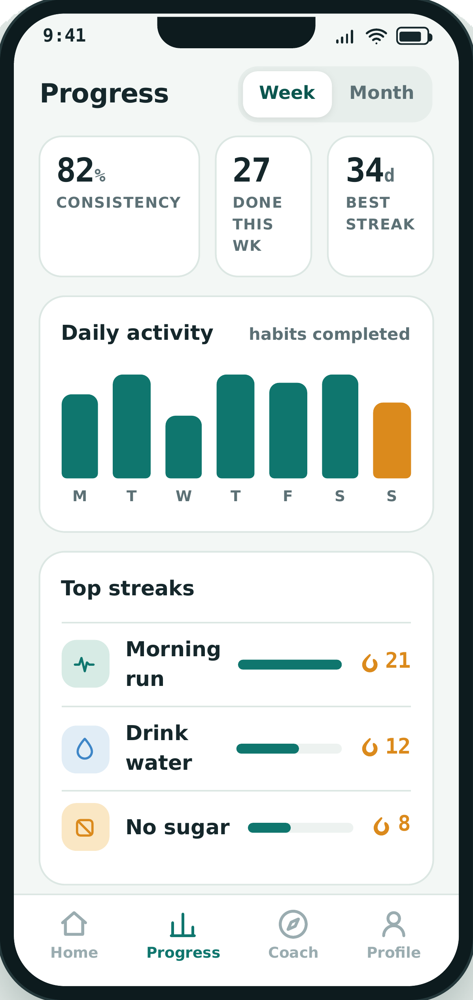 9:41
Progress
Week
Month
82%
CONSISTENCY
27
DONE
THIS
WK
34d
BEST
STREAK
Daily activity
habits completed
M T W T F S S
Top streaks
Morning
run
21
Drink
water
12
No sugar
8
Home
Progress
Coach
Profile